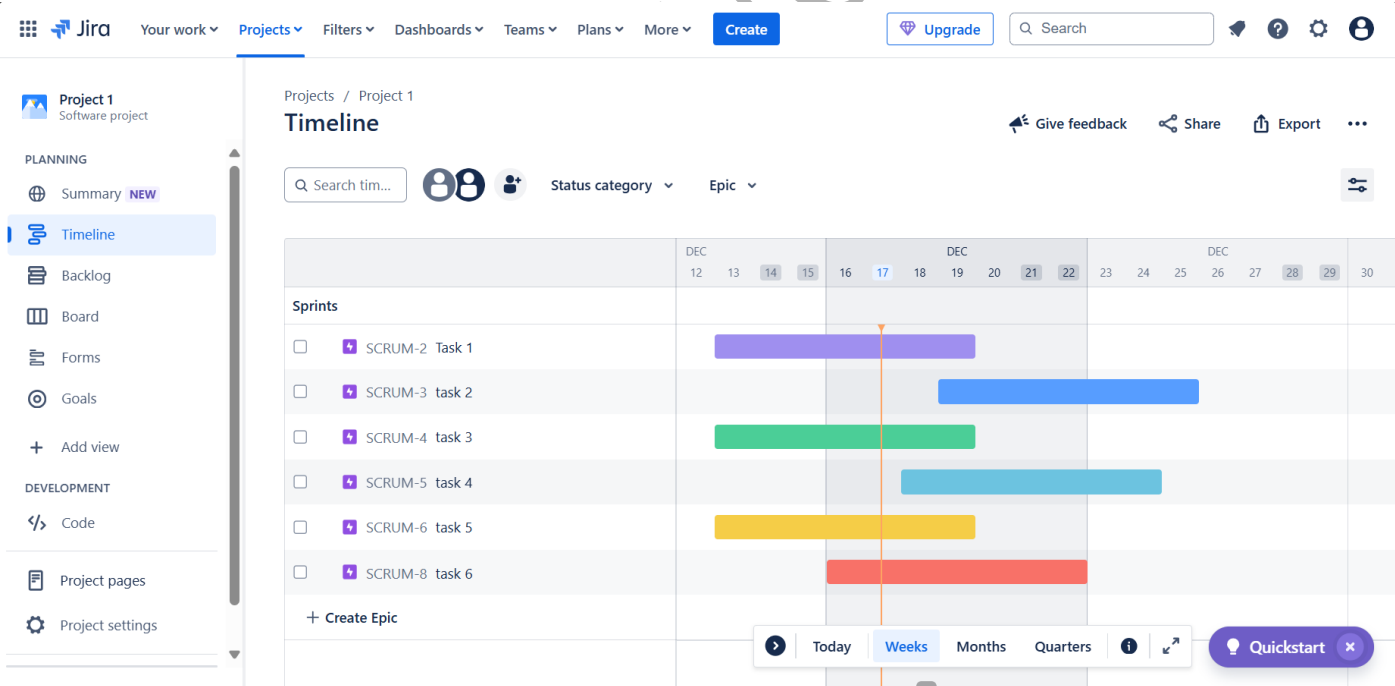 Jira Your work Projects Filters Dashboards Teams Plans More Create Upgrade Search
Project 1
Software project
PLANNING
Summary NEW
Timeline
Backlog
Board
Forms
Goals
Add view
DEVELOPMENT
Code
Project pages
Project settings
Projects / Project 1
Timeline
Give feedback Share Export
Search tim... Status category Epic
DEC DEC DEC
12 13 14 15 16 17 18 19 20 21 22 23 24 25 26 27 28 29 30
Sprints
SCRUM-2 Task 1
SCRUM-3 task 2
SCRUM-4 task 3
SCRUM-5 task 4
SCRUM-6 task 5
SCRUM-8 task 6
+ Create Epic
Today Weeks Months Quarters
Quickstart